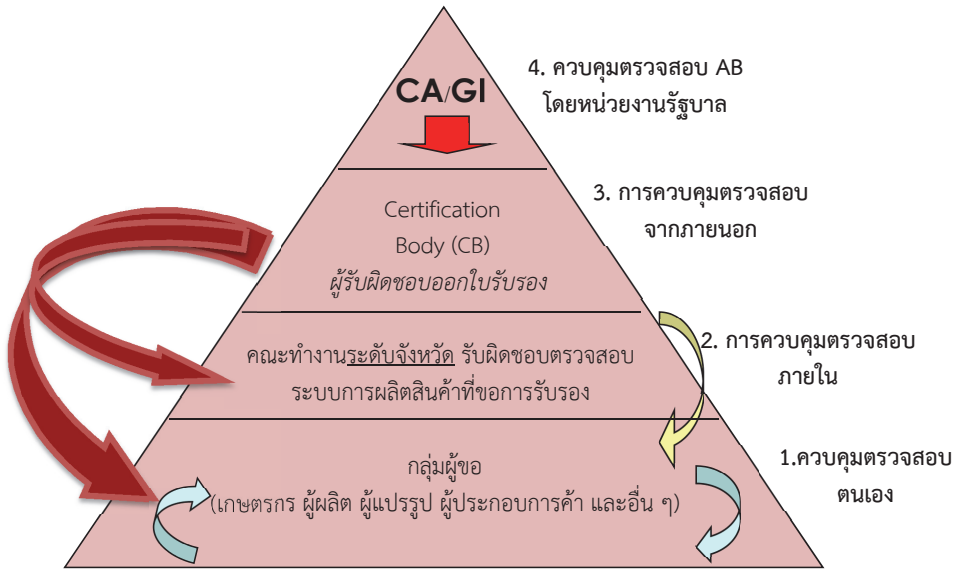 CA/GI
4. ควบคุมตรวจสอบ AB
โดยหน่วยงานรัฐบาล
Certification
Body (CB)
ผู้รับผิดชอบออกใบรับรอง
3. การควบคุมตรวจสอบ
จากภายนอก
คณะทำงานระดับจังหวัด รับผิดชอบตรวจสอบ
ระบบการผลิตสินค้าที่ขอการรับรอง
2. การควบคุมตรวจสอบ
ภายใน
กลุ่มผู้ขอ
(เกษตรกร ผู้ผลิต ผู้แปรรูป ผู้ประกอบการค้า และอื่น ๆ)
1.ควบคุมตรวจสอบ
ตนเอง